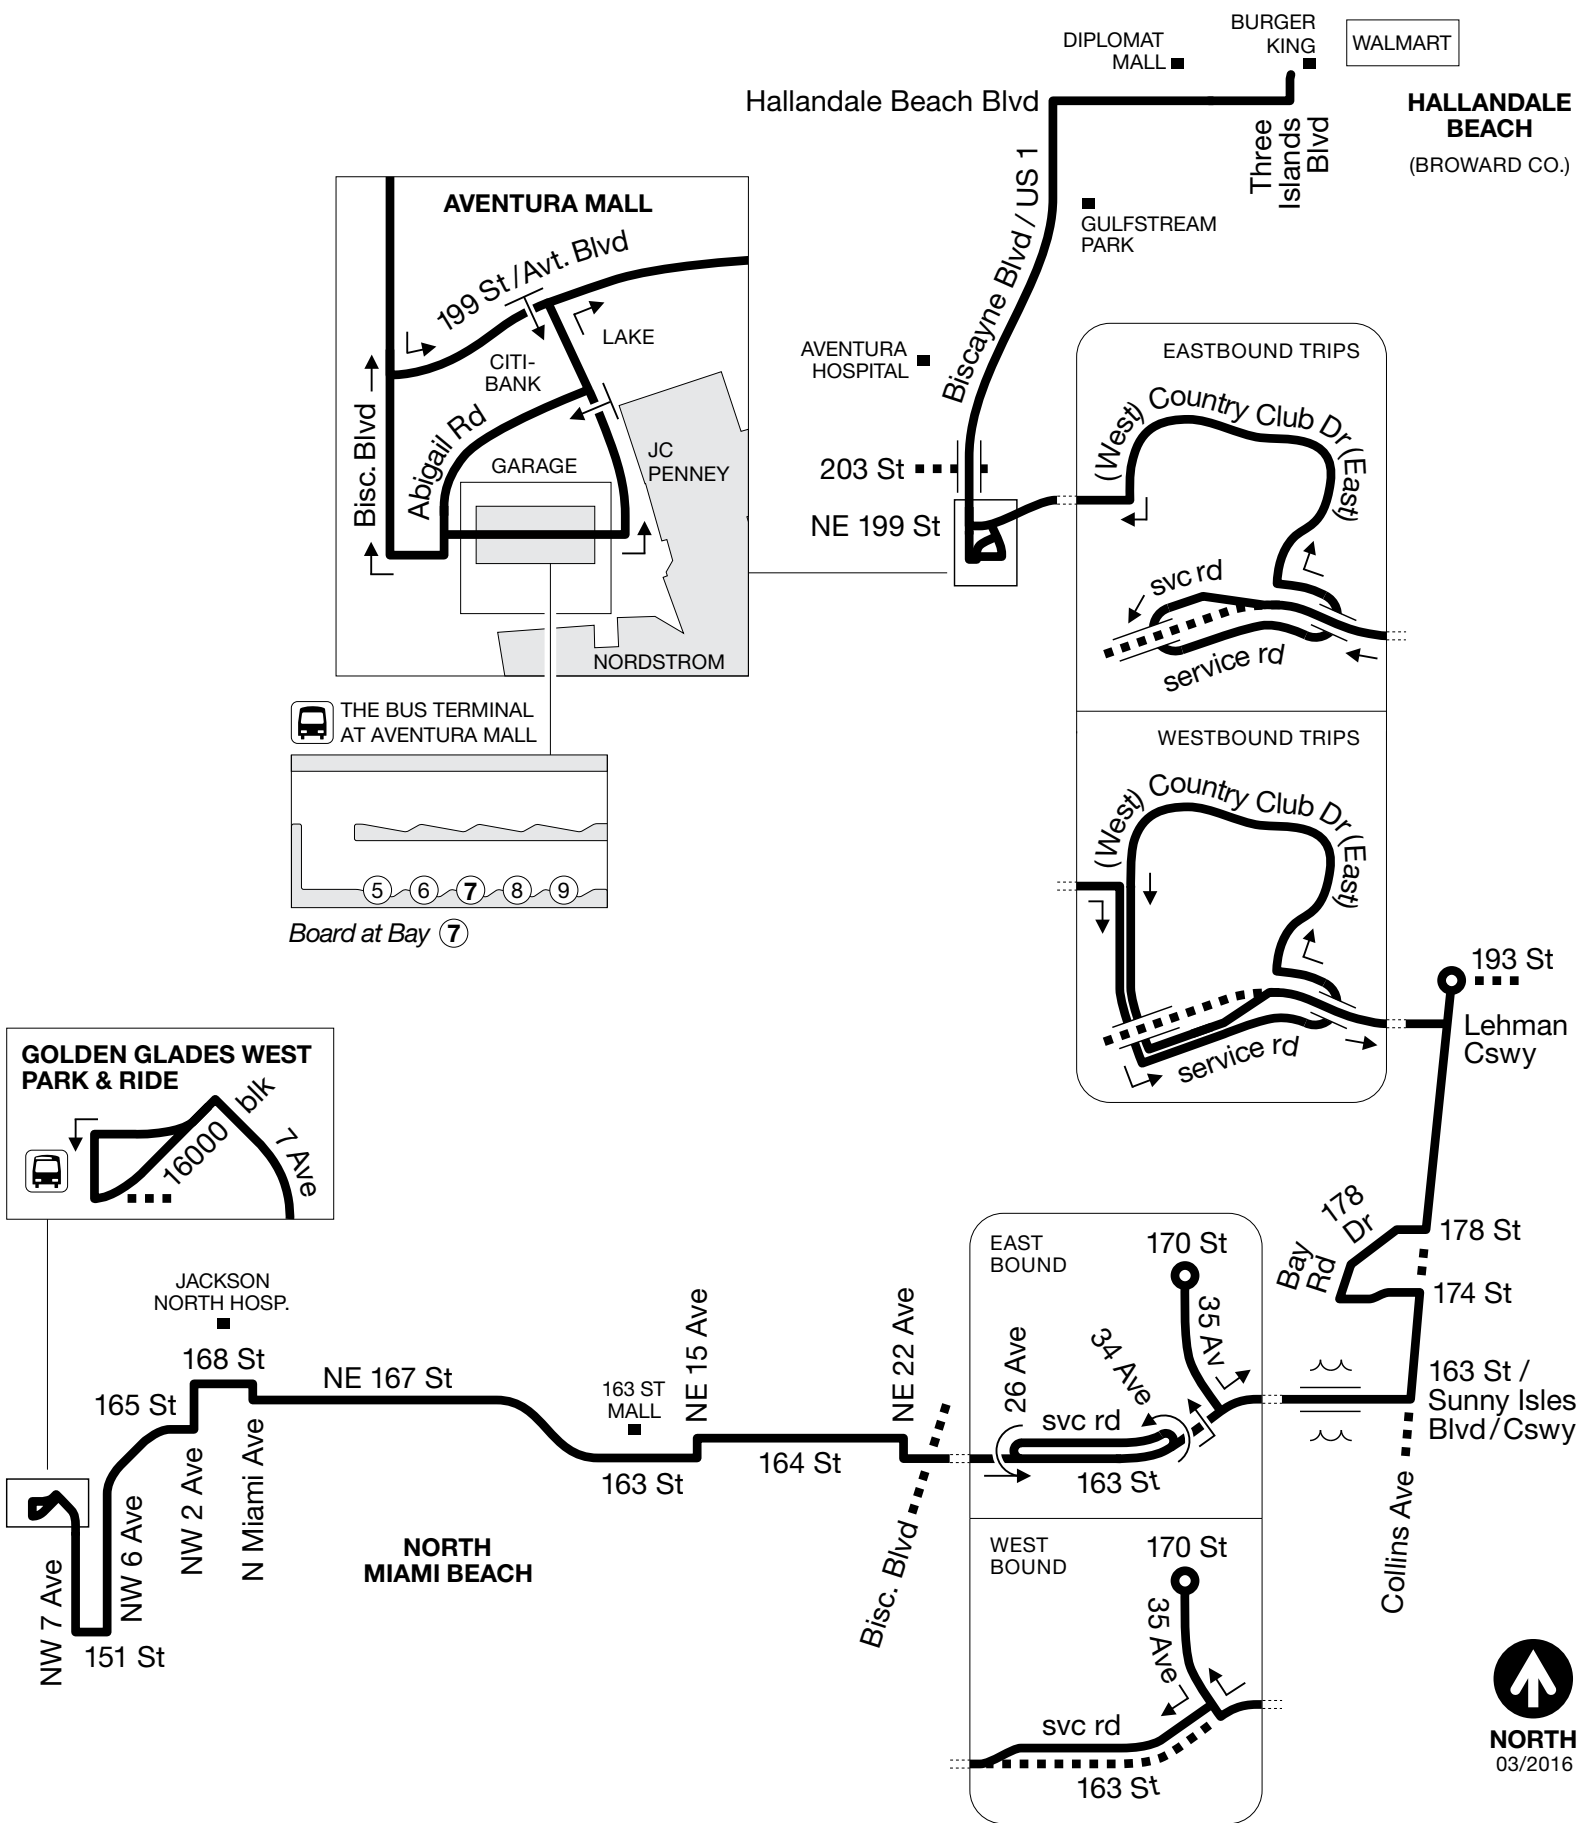 BURGER
KING
DIPLOMAT
MALL
WALMART
Hallandale Beach Blvd
HALLANDALE
BEACH
(BROWARD CO.)
Three
Islands
Blvd
Biscayne Blvd / US 1
GULFSTREAM
PARK
AVENTURA
HOSPITAL
203 St
NE 199 St
AVENTURA MALL
199 St / Avt. Blvd
LAKE
CITI-
BANK
Bisc. Blvd
Abigail Rd
GARAGE
JC
PENNEY
NORDSTROM
THE BUS TERMINAL
AT AVENTURA MALL
5 6 7 8 9
Board at Bay 7
EASTBOUND TRIPS
(West) Country Club Dr (East)
svc rd
service rd
WESTBOUND TRIPS
(West) Country Club Dr (East)
service rd
193 St
Lehman
Cswy
178
Dr
178 St
Bay
Rd
174 St
163 St /
Sunny Isles
Blvd / Cswy
Collins Ave
GOLDEN GLADES WEST
PARK & RIDE
16000
blk
7 Ave
JACKSON
NORTH HOSP.
168 St
165 St
NE 167 St
163 ST
MALL
NE 15 Ave
NE 22 Ave
164 St
163 St
NW 7 Ave
151 St
NW 6 Ave
NW 2 Ave
N Miami Ave
NORTH
MIAMI BEACH
Bisc. Blvd
EAST
BOUND
170 St
26 Ave
34 Ave
35 Av
svc rd
163 St
WEST
BOUND
170 St
35 Ave
svc rd
163 St
NORTH
03/2016